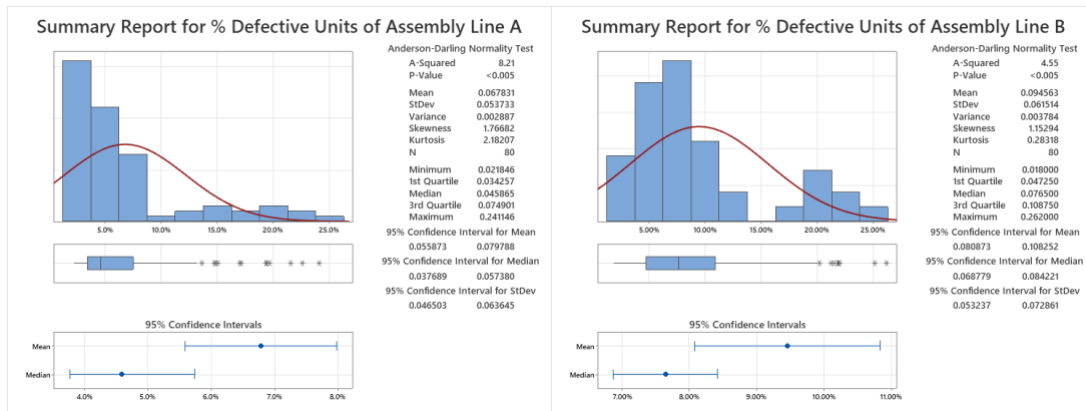 Summary Report for % Defective Units of Assembly Line A
Anderson-Darling Normality Test
A-Squared 8.21
P-Value <0.005
Mean 0.067831
StDev 0.053733
Variance 0.002887
Skewness 1.76682
Kurtosis 2.18207
N 80
Minimum 0.021846
1st Quartile 0.034257
Median 0.045865
3rd Quartile 0.074901
Maximum 0.241146
95% Confidence Interval for Mean
0.055873 0.079788
95% Confidence Interval for Median
0.037689 0.057380
95% Confidence Interval for StDev
0.046503 0.063645
5.0% 10.0% 15.0% 20.0% 25.0%
95% Confidence Intervals
Mean
Median
4.0% 5.0% 6.0% 7.0% 8.0%
Summary Report for % Defective Units of Assembly Line B
Anderson-Darling Normality Test
A-Squared 4.55
P-Value <0.005
Mean 0.094563
StDev 0.061514
Variance 0.003784
Skewness 1.15294
Kurtosis 0.28318
N 80
Minimum 0.018000
1st Quartile 0.047250
Median 0.076500
3rd Quartile 0.108750
Maximum 0.262000
95% Confidence Interval for Mean
0.080873 0.108252
95% Confidence Interval for Median
0.068779 0.084221
95% Confidence Interval for StDev
0.053237 0.072861
5.00% 10.00% 15.00% 20.00% 25.00%
95% Confidence Intervals
Mean
Median
7.00% 8.00% 9.00% 10.00% 11.00%